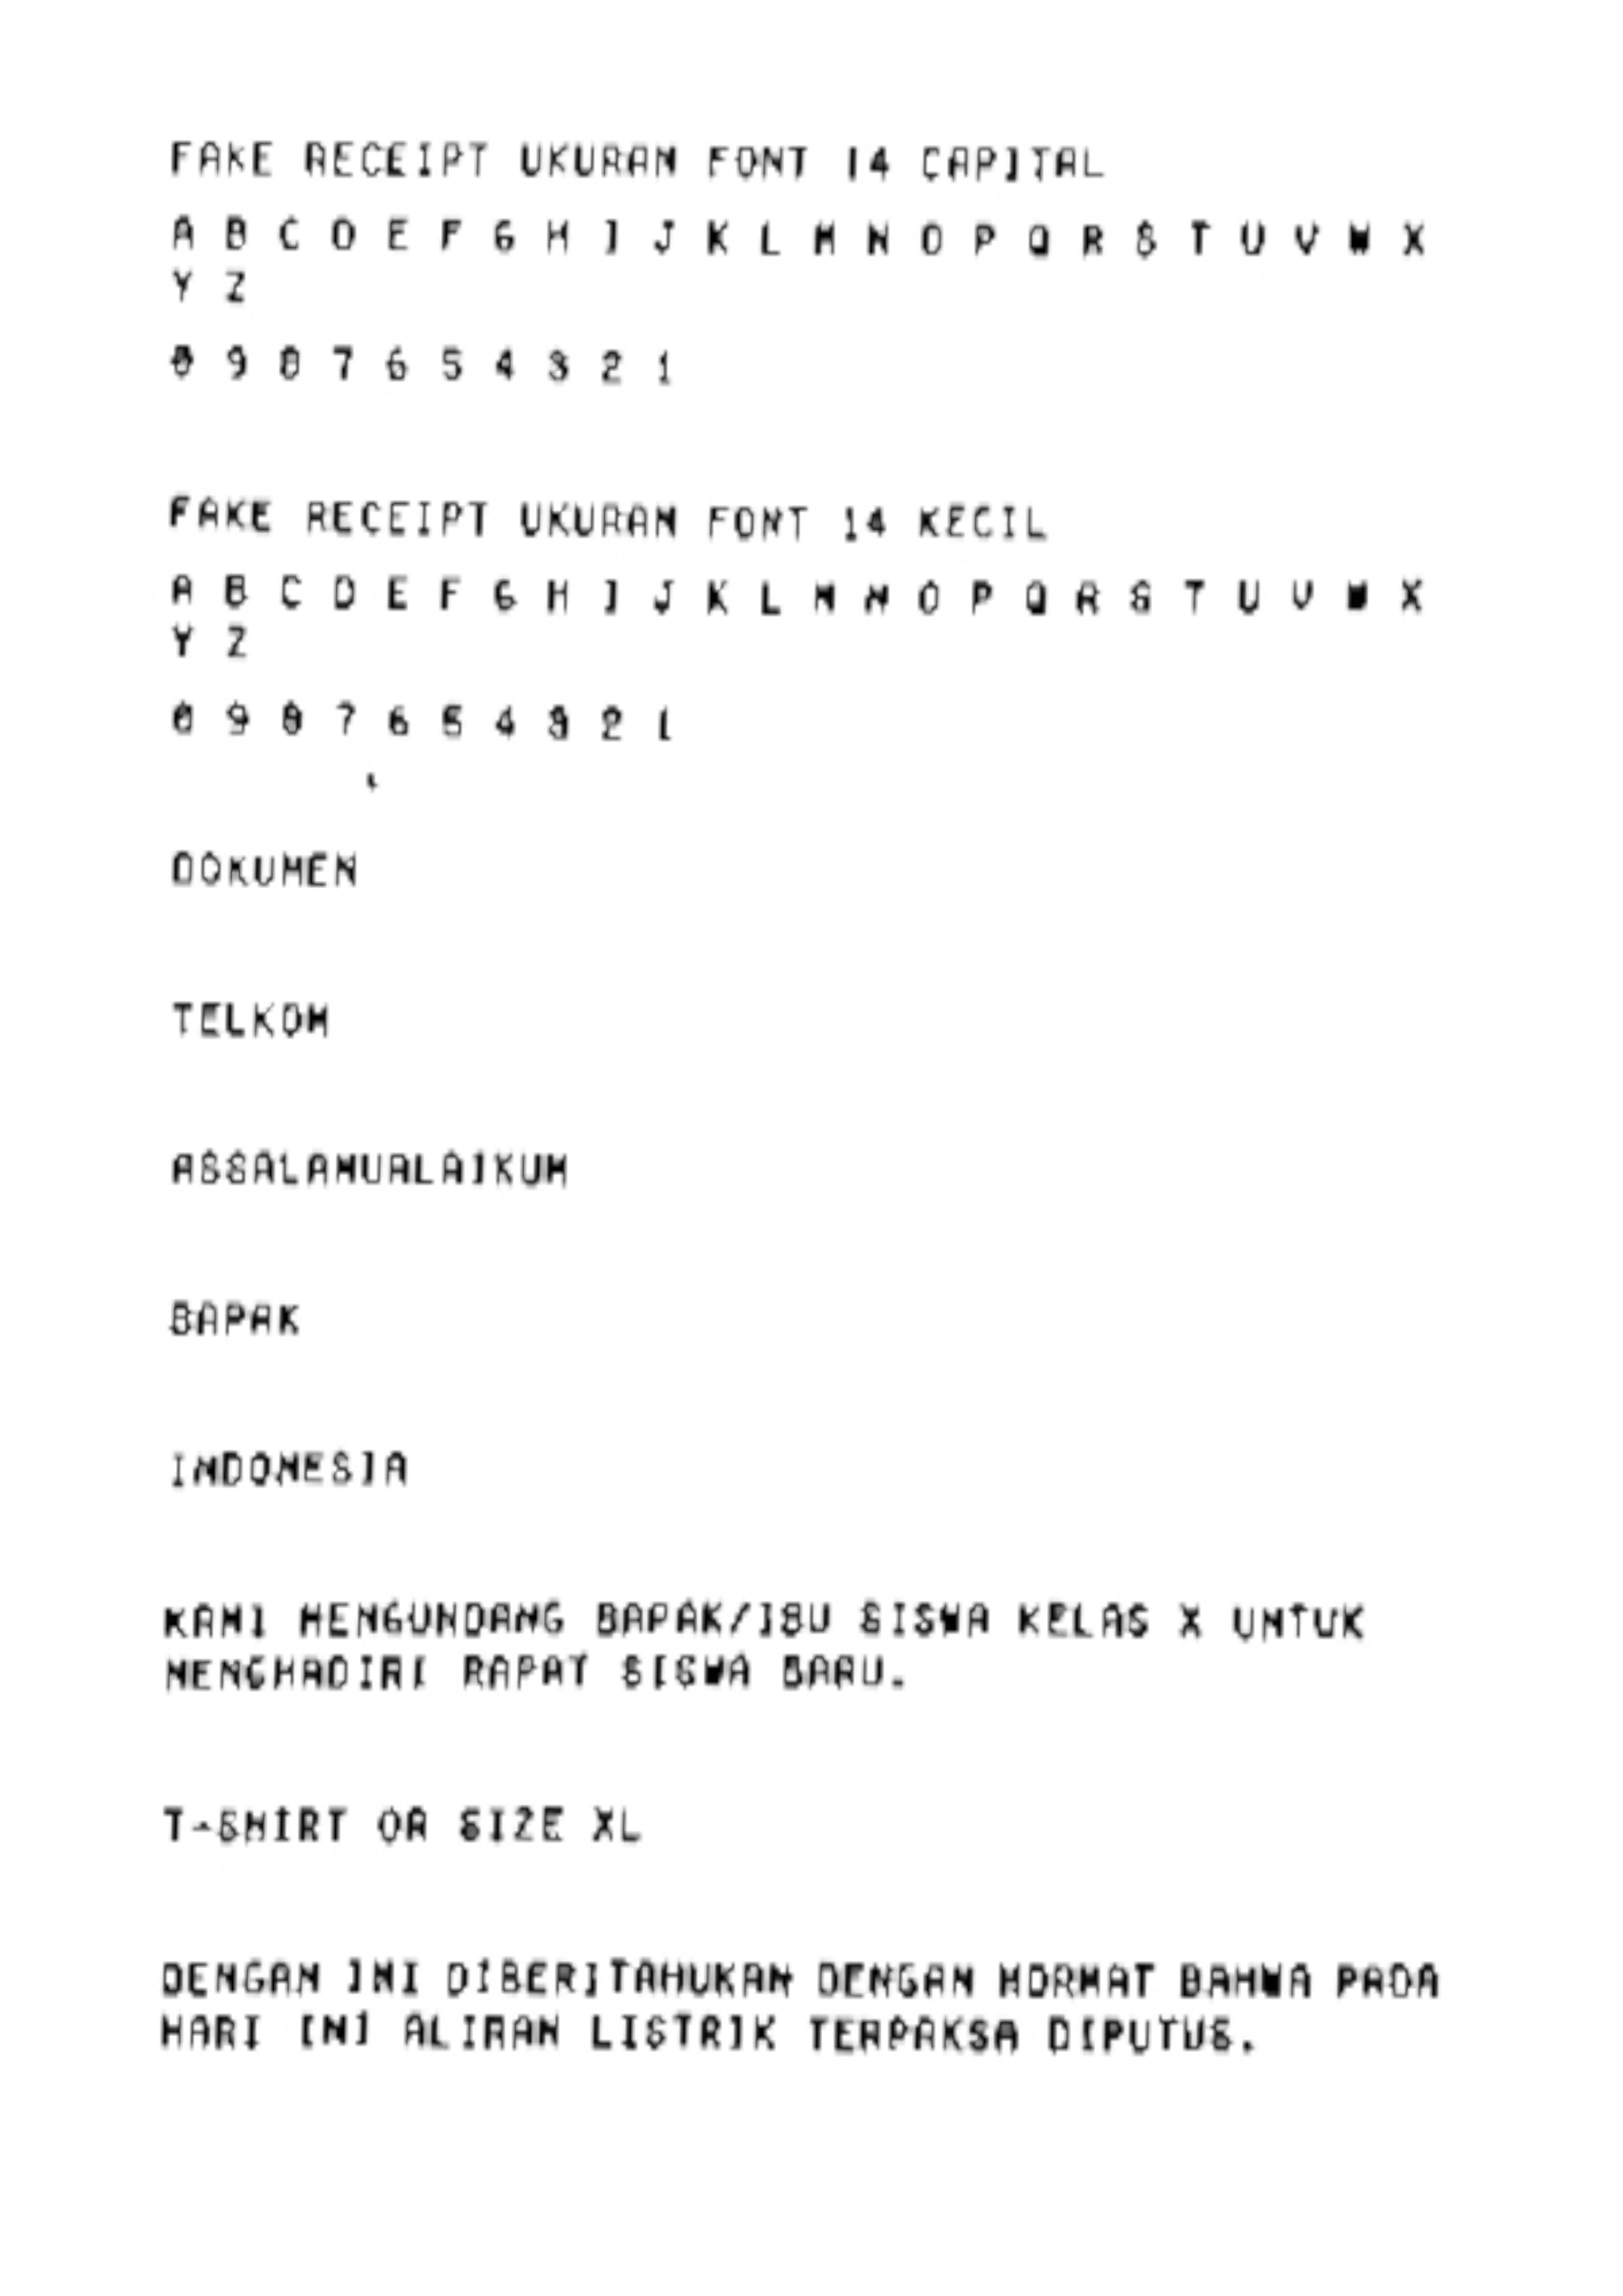 FAKE RECEIPT UKURAN FONT 14 CAPITAL
A B C D E F G H I J K L M N O P Q R S T U V W X
Y Z
0 9 8 7 6 5 4 3 2 1
FAKE RECEIPT UKURAN FONT 14 KECIL
A B C D E F G H I J K L M N O P Q R S T U V W X
Y Z
0 9 8 7 6 5 4 3 2 1
DOKUMEN
TELKOM
ASSALAMUALAIKUM
BAPAK
INDONESIA
KAMI MENGUNDANG BAPAK/IBU SISWA KELAS X UNTUK
MENGHADIRI RAPAT SISWA BARU.
T-SHIRT OR SIZE XL
DENGAN INI DIBERITAHUKAN DENGAN HORMAT BAHWA PADA
HARI INI ALIRAN LISTRIK TERPAKSA DIPUTUS.